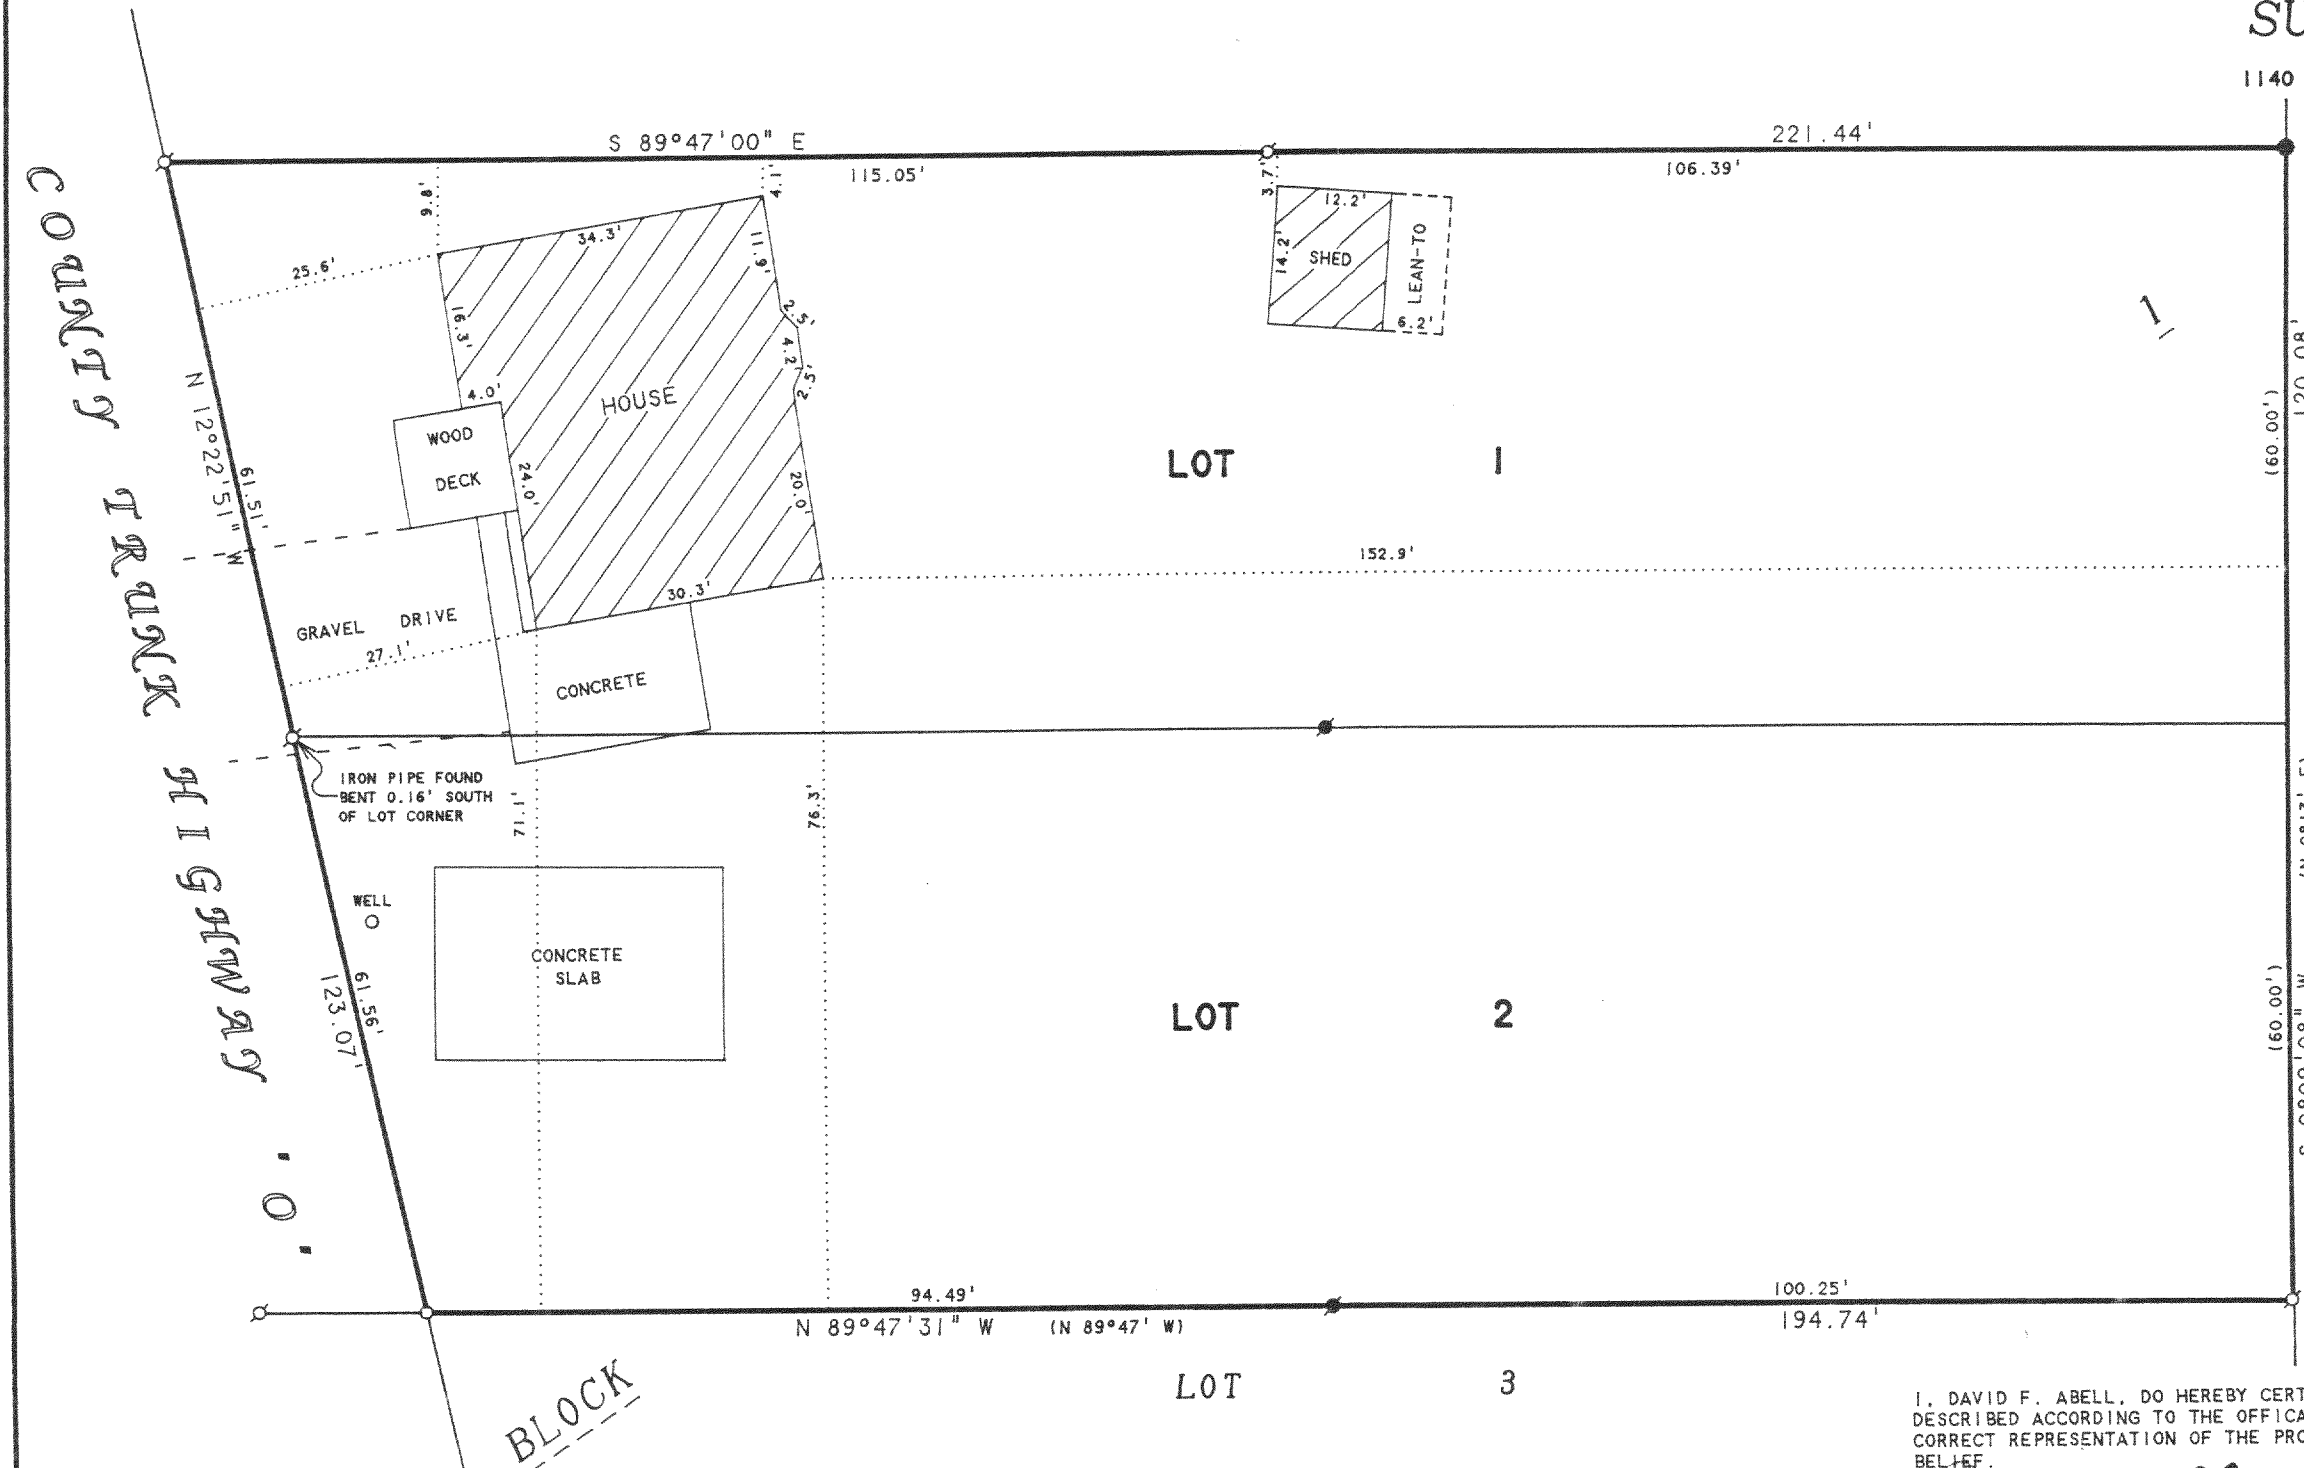 SU
1140
S 89°47'00" E
221.44'
115.05'
106.39'
9.8'
4.1'
3.7'
12.2'
14.2'
SHED
LEAN-TO
6.2'
34.3'
25.6'
11.9'
2.5'
4.2'
2.5'
16.3'
4.0'
HOUSE
WOOD
DECK
24.0'
20.0'
30.3'
1
120.08'
(60.00')
COUNTY TRUNK HIGHWAY 'O'
N 12°22'51" W
61.51'
LOT 1
152.9'
GRAVEL DRIVE
27.1'
CONCRETE
IRON PIPE FOUND
BENT 0.16' SOUTH
OF LOT CORNER
71.1'
76.3'
WELL
CONCRETE
SLAB
61.56'
123.07'
LOT 2
(60.00')
94.49'
100.25'
N 89°47'31" W (N 89°47' W)
194.74'
LOT 3
BLOCK
I, DAVID F. ABELL, DO HEREBY CERT
DESCRIBED ACCORDING TO THE OFFICA
CORRECT REPRESENTATION OF THE PRO
BELIEF.